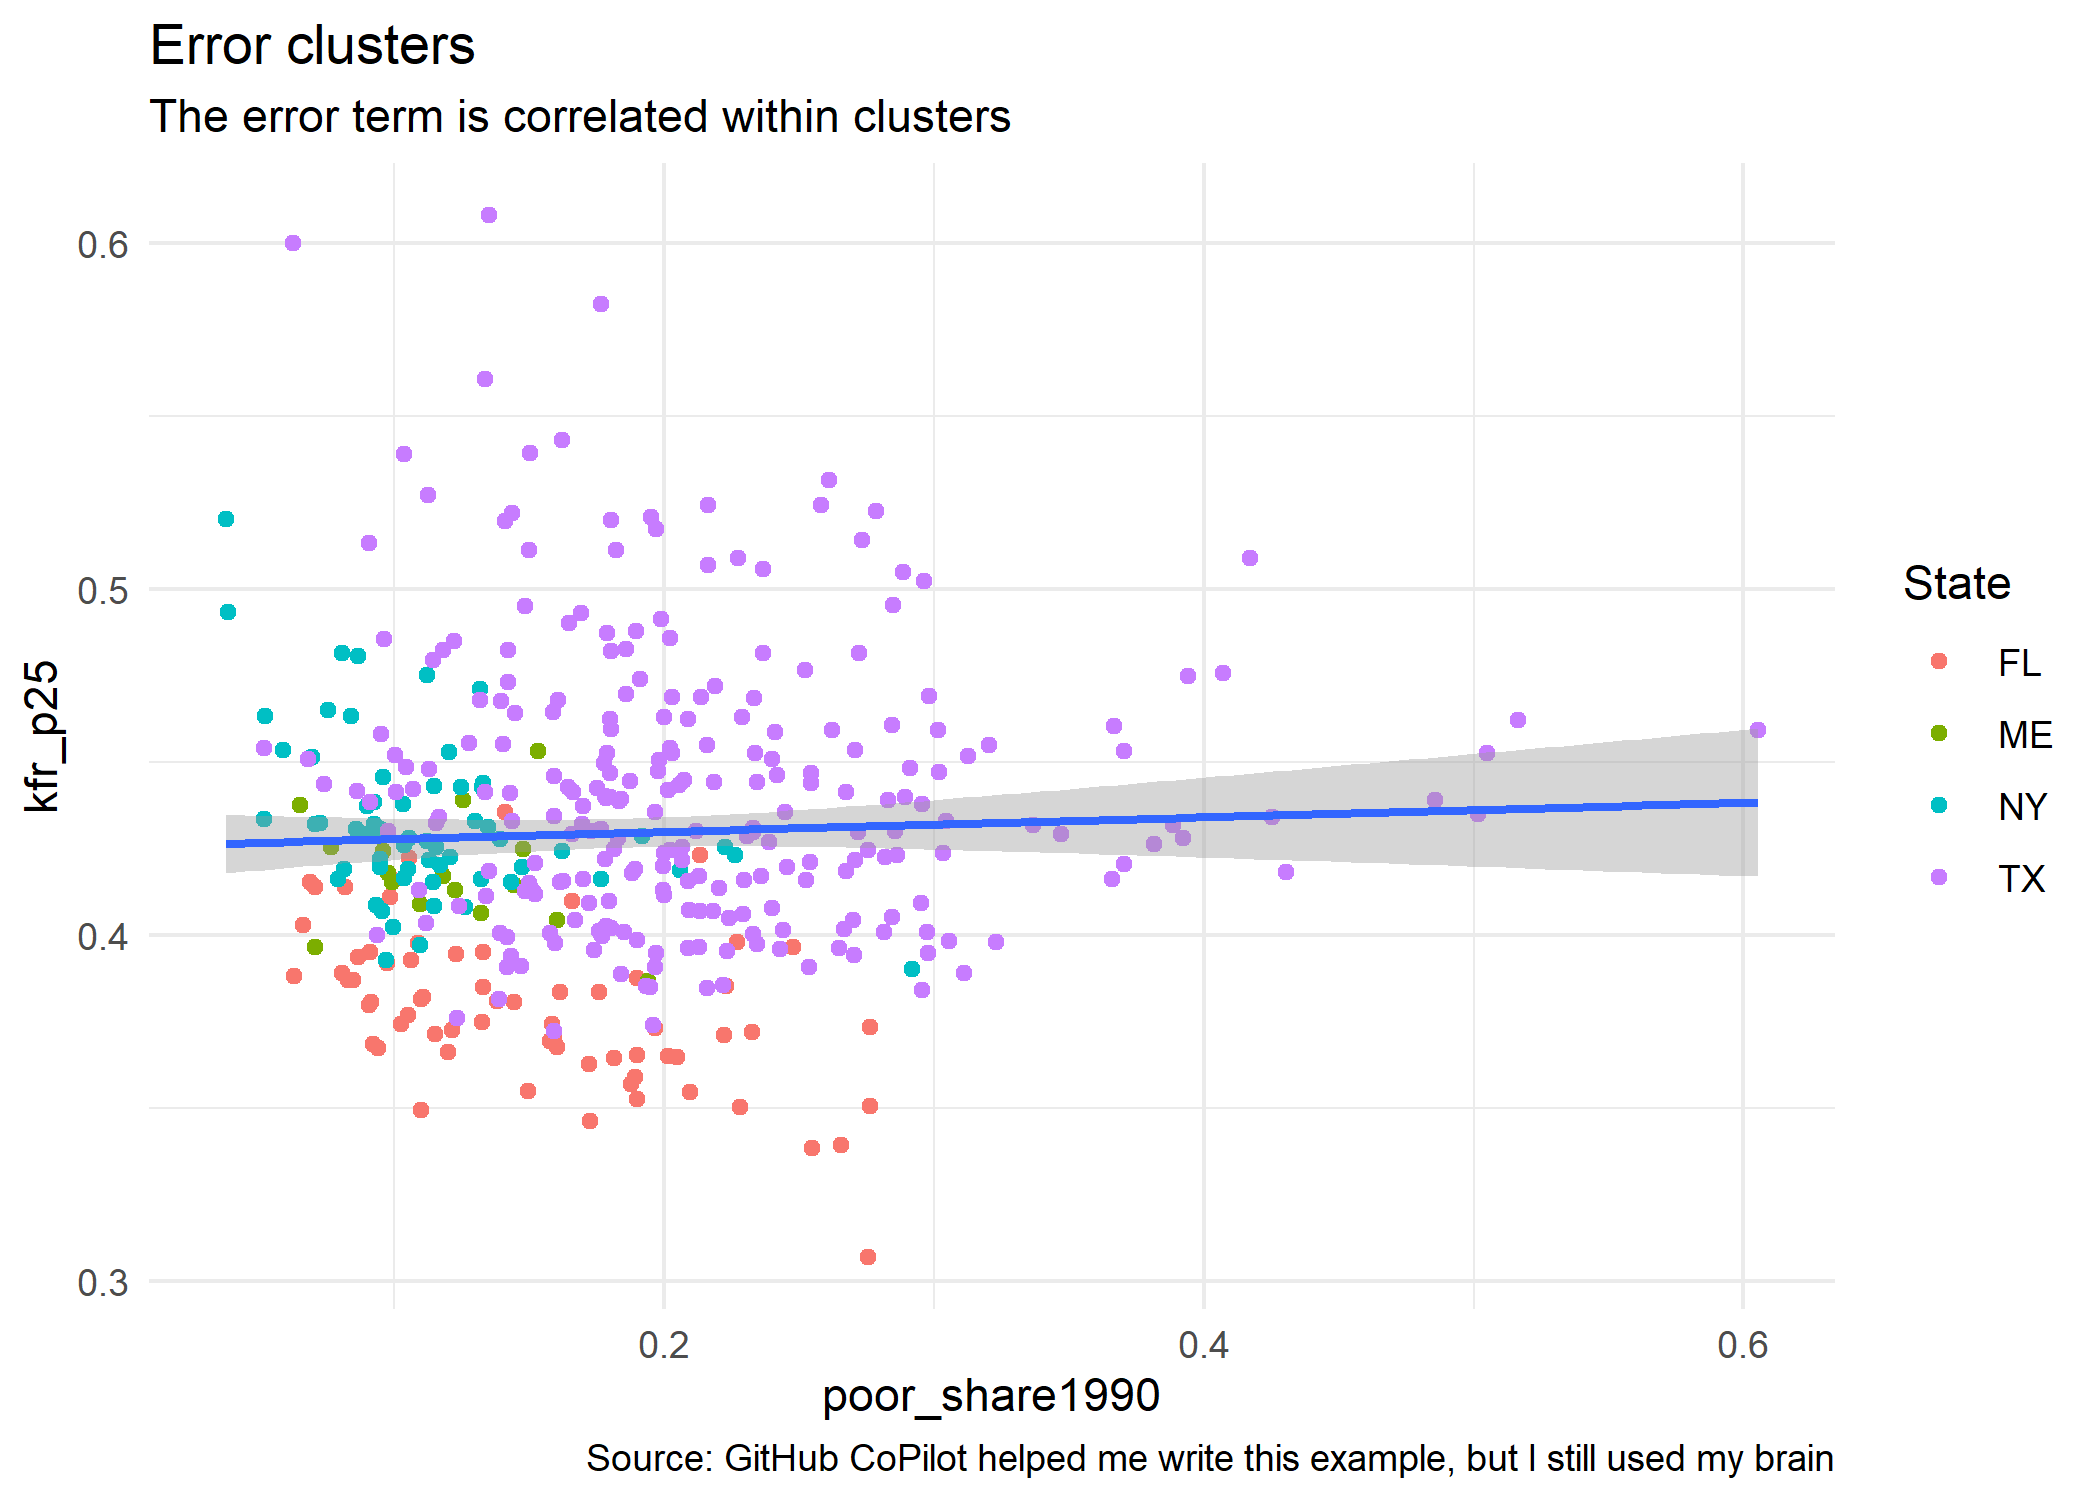 Error clusters
The error term is correlated within clusters
kfr_p25
0.6
0.5
0.4
0.3
0.2
0.4
0.6
poor_share1990
State
FL
ME
NY
TX
Source: GitHub CoPilot helped me write this example, but I still used my brain